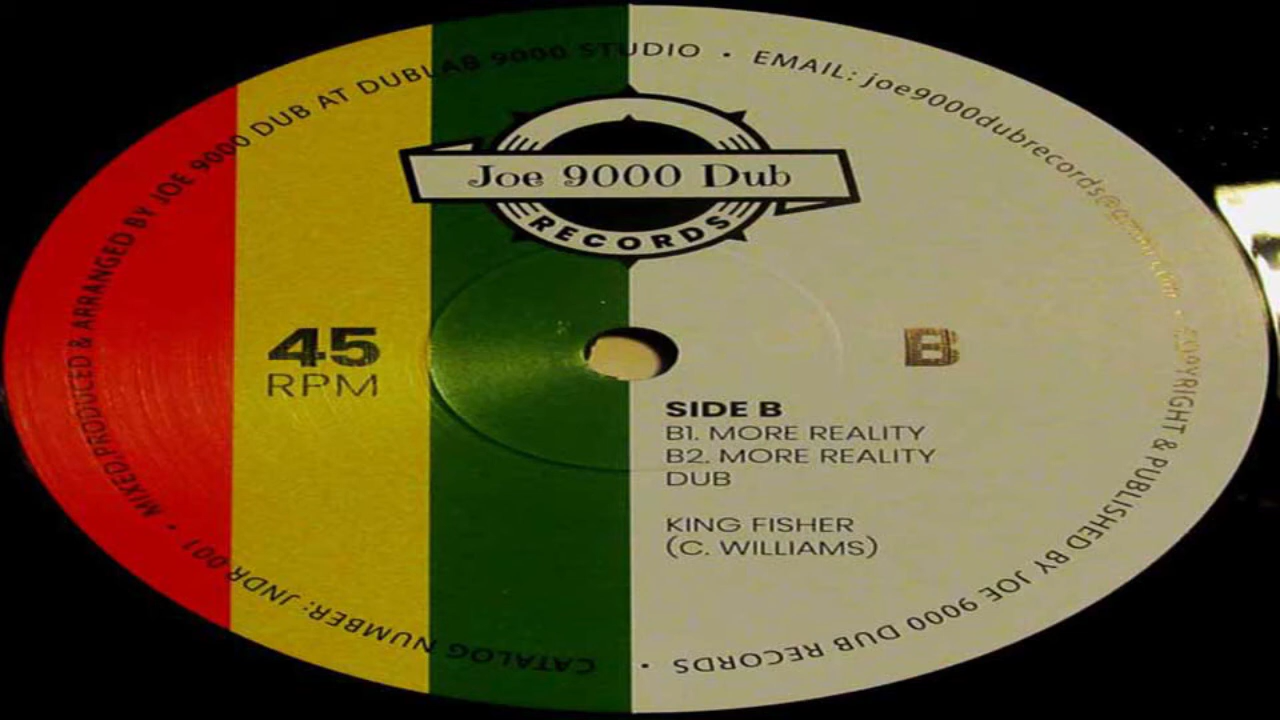 MIXED, PRODUCED & ARRANGED BY JOE 9000 DUB AT DUBLAB 9000 STUDIO • EMAIL: joe9000dubrecords@gmail.com • COPYRIGHT & PUBLISHED BY JOE 9000 DUB RECORDS • CATALOG NUMBER: JNDR 001 •
Joe 9000 Dub
RECORDS
45
RPM
B
SIDE B
B1. MORE REALITY
B2. MORE REALITY
DUB
KING FISHER
(C. WILLIAMS)